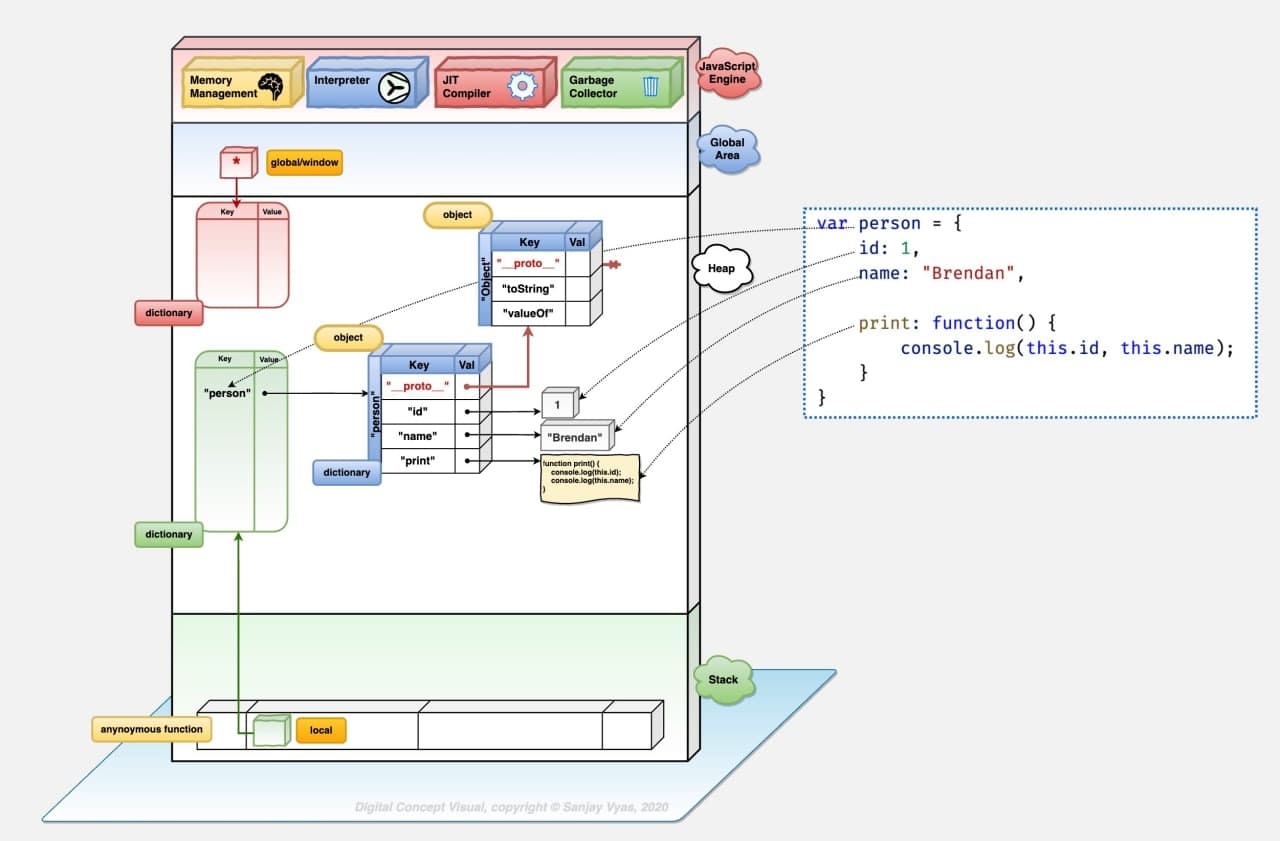 Memory
Management
Interpreter
JIT
Compiler
Garbage
Collector
JavaScript
Engine
Global
Area
*
global/window
Key Value
dictionary
object
Key Val
"Object"
"__proto__"
"toString"
"valueOf"
Heap
object
Key Value
"person"
dictionary
Key Val
"person"
"__proto__"
"id"
"name"
"print"
dictionary
1
"Brendan"
function print() {
console.log(this.id);
console.log(this.name);
}
var person = {
id: 1,
name: "Brendan",
print: function() {
console.log(this.id, this.name);
}
}
Stack
anynoymous function
local
Digital Concept Visual, copyright © Sanjay Vyas, 2020